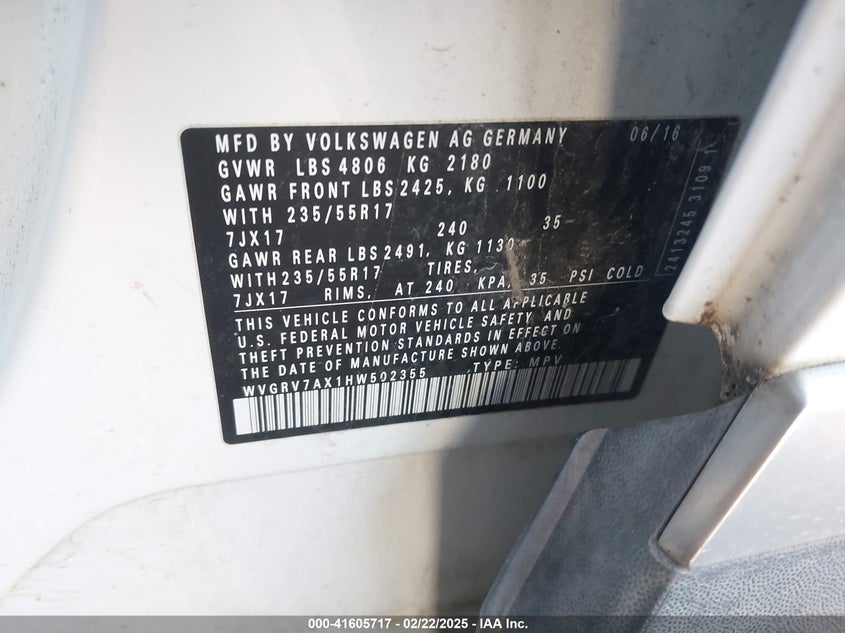 MFD BY VOLKSWAGEN AG GERMANY 06/16
GVWR LBS 4806 KG 2180
GAWR FRONT LBS 2425, KG 1100
WITH 235/55R17
7JX17 240 35
GAWR REAR LBS 2491, KG 1130
WITH 235/55R17 TIRES,
7JX17 RIMS, AT 240 KPA, 35 PSI COLD
THIS VEHICLE CONFORMS TO ALL APPLICABLE
U.S. FEDERAL MOTOR VEHICLE SAFETY AND
THEFT PREVENTION STANDARDS IN EFFECT ON
THE DATE OF MANUFACTURE SHOWN ABOVE.
WVGRV7AX1HW502355 TYPE: MPV
2413245 3109
000-41605717 - 02/22/2025 - IAA Inc.